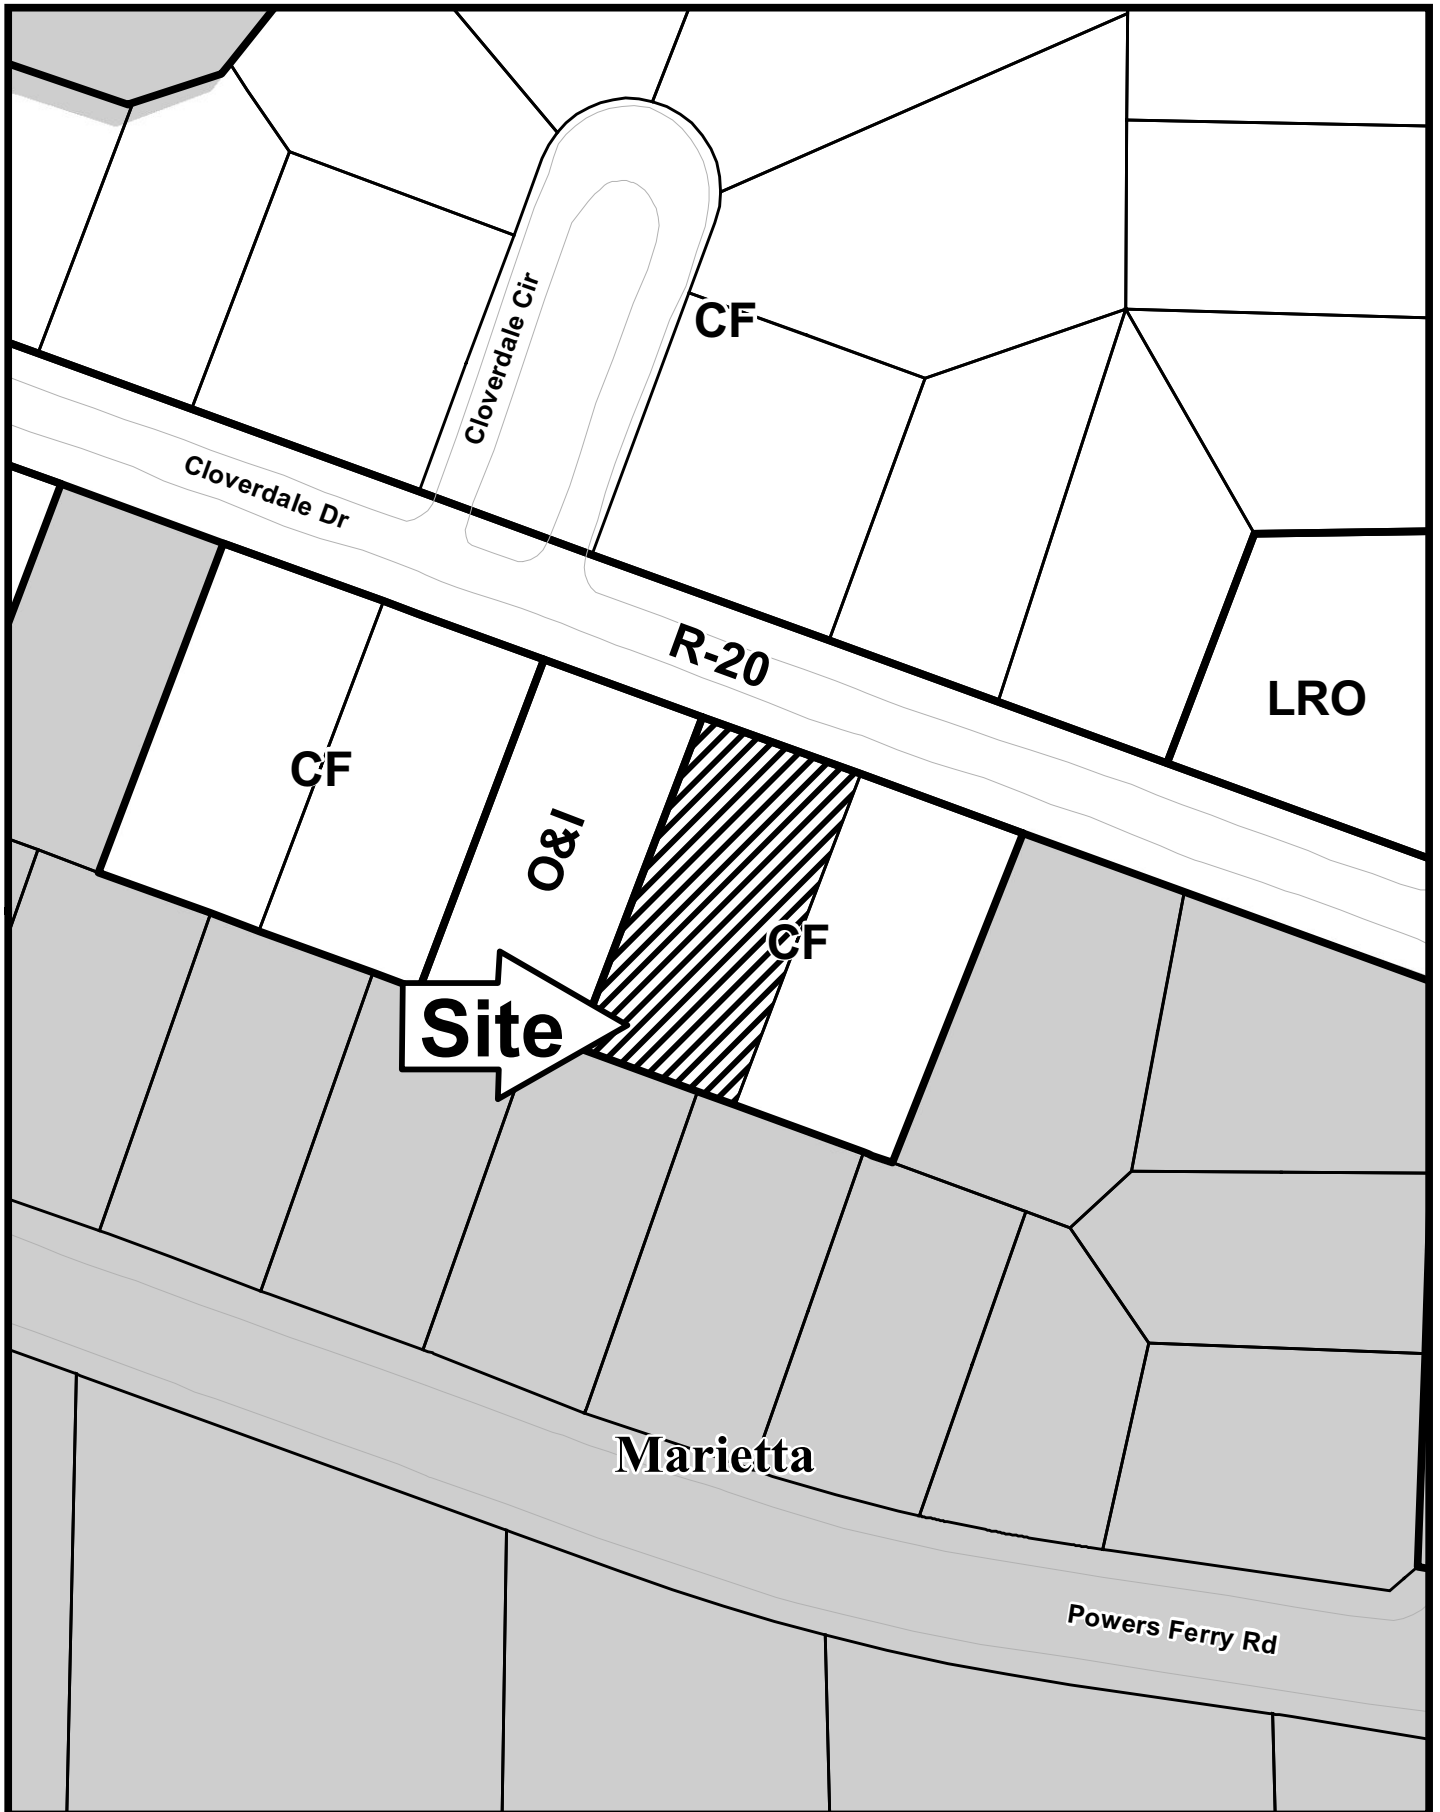 Cloverdale Cir
CF
Cloverdale Dr
R-20
LRO
CF
O&I
CF
Site
Marietta
Powers Ferry Rd